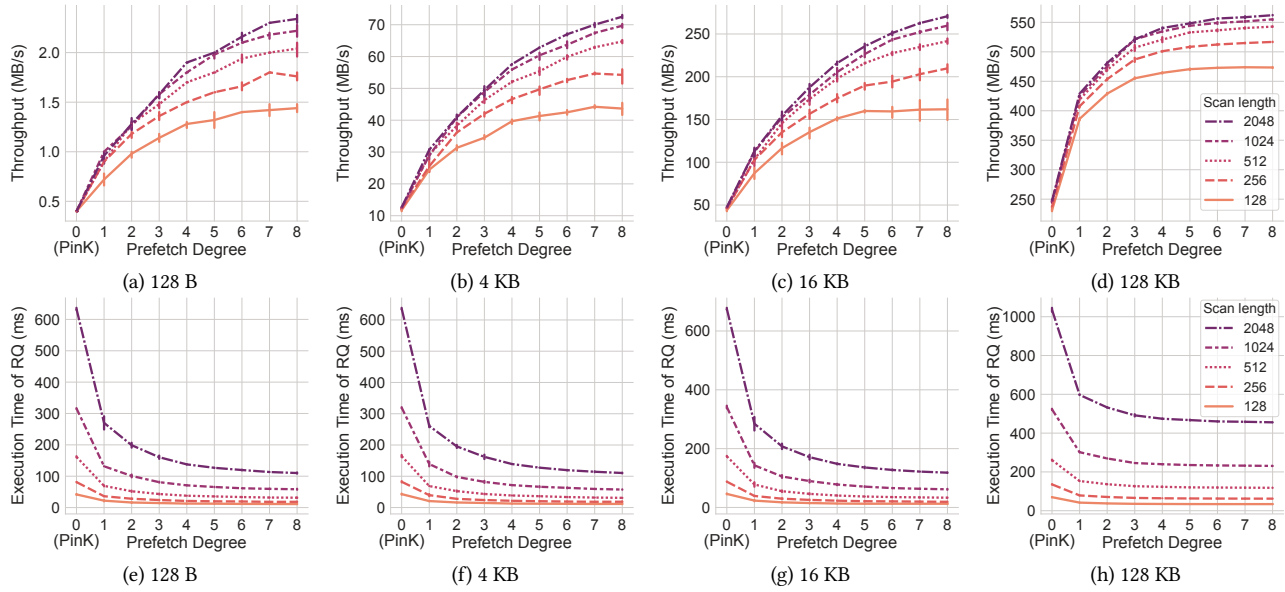 Throughput (MB/s)
2.0
1.5
1.0
0.5
0 1 2 3 4 5 6 7 8
(PinK) Prefetch Degree
(a) 128 B
Throughput (MB/s)
70
60
50
40
30
20
10
0 1 2 3 4 5 6 7 8
(PinK) Prefetch Degree
(b) 4 KB
Throughput (MB/s)
250
200
150
100
50
0 1 2 3 4 5 6 7 8
(PinK) Prefetch Degree
(c) 16 KB
Throughput (MB/s)
550
500
450
400
350
300
250
Scan length
2048
1024
512
256
128
0 1 2 3 4 5 6 7 8
(PinK) Prefetch Degree
(d) 128 KB
Execution Time of RQ (ms)
600
500
400
300
200
100
0
0 1 2 3 4 5 6 7 8
(PinK) Prefetch Degree
(e) 128 B
Execution Time of RQ (ms)
600
500
400
300
200
100
0
0 1 2 3 4 5 6 7 8
(PinK) Prefetch Degree
(f) 4 KB
Execution Time of RQ (ms)
600
400
200
0
0 1 2 3 4 5 6 7 8
(PinK) Prefetch Degree
(g) 16 KB
Execution Time of RQ (ms)
1000
800
600
400
200
0
Scan length
2048
1024
512
256
128
0 1 2 3 4 5 6 7 8
(PinK) Prefetch Degree
(h) 128 KB